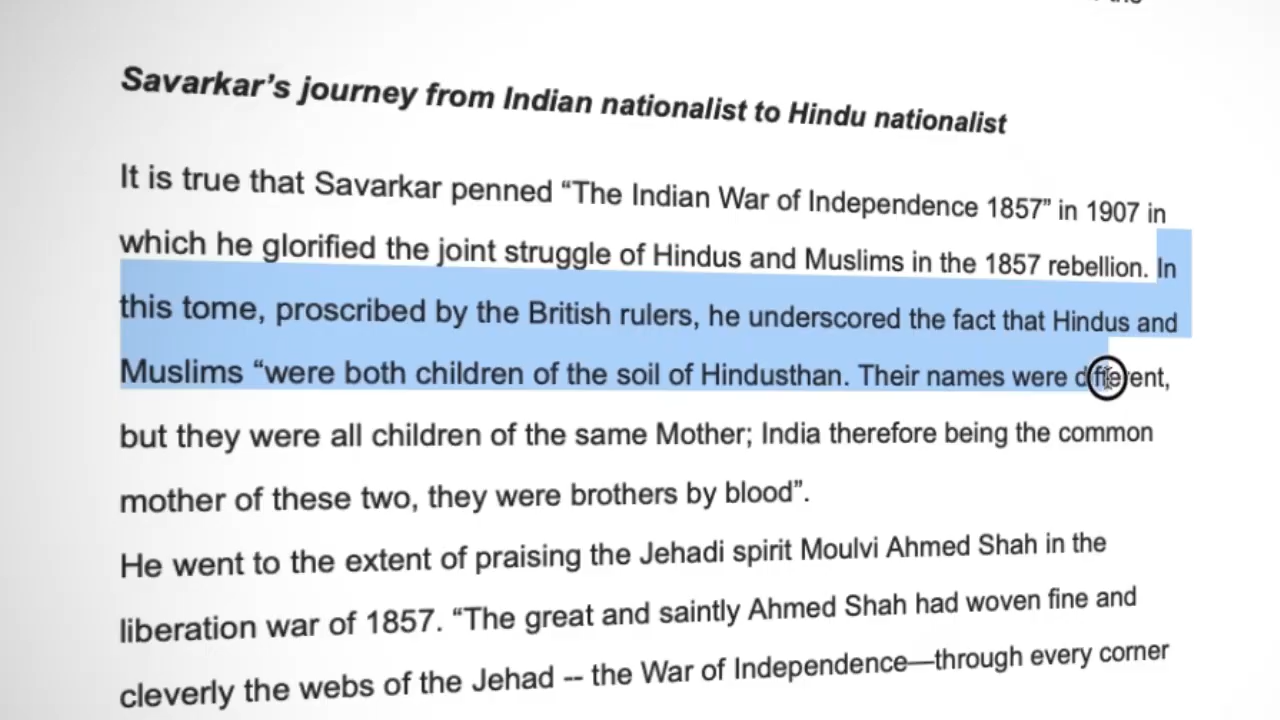 Savarkar’s journey from Indian nationalist to Hindu nationalist
It is true that Savarkar penned “The Indian War of Independence 1857” in 1907 in
which he glorified the joint struggle of Hindus and Muslims in the 1857 rebellion. In
this tome, proscribed by the British rulers, he underscored the fact that Hindus and
Muslims “were both children of the soil of Hindusthan. Their names were different,
but they were all children of the same Mother; India therefore being the common
mother of these two, they were brothers by blood”.
He went to the extent of praising the Jehadi spirit Moulvi Ahmed Shah in the
liberation war of 1857. “The great and saintly Ahmed Shah had woven fine and
cleverly the webs of the Jehad -- the War of Independence—through every corner